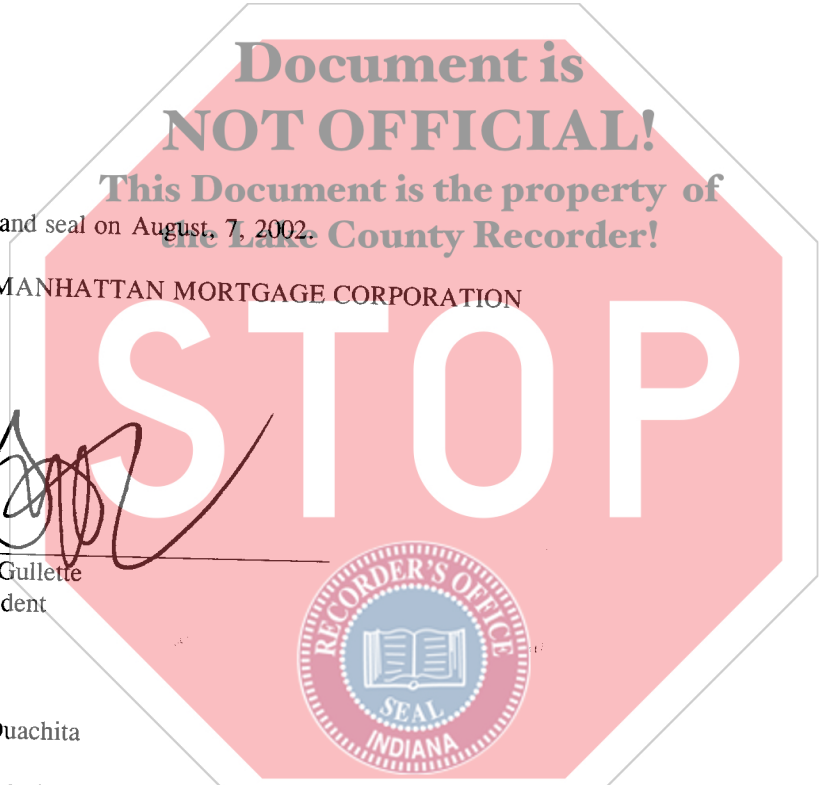 Document is
NOT OFFICIAL!
This Document is the property of
the Lake County Recorder!
and seal on August, 7, 2002.
MANHATTAN MORTGAGE CORPORATION
STOP
Gullette
dent
RECORDER'S OFFICE
SEAL
INDIANA
Ouachita